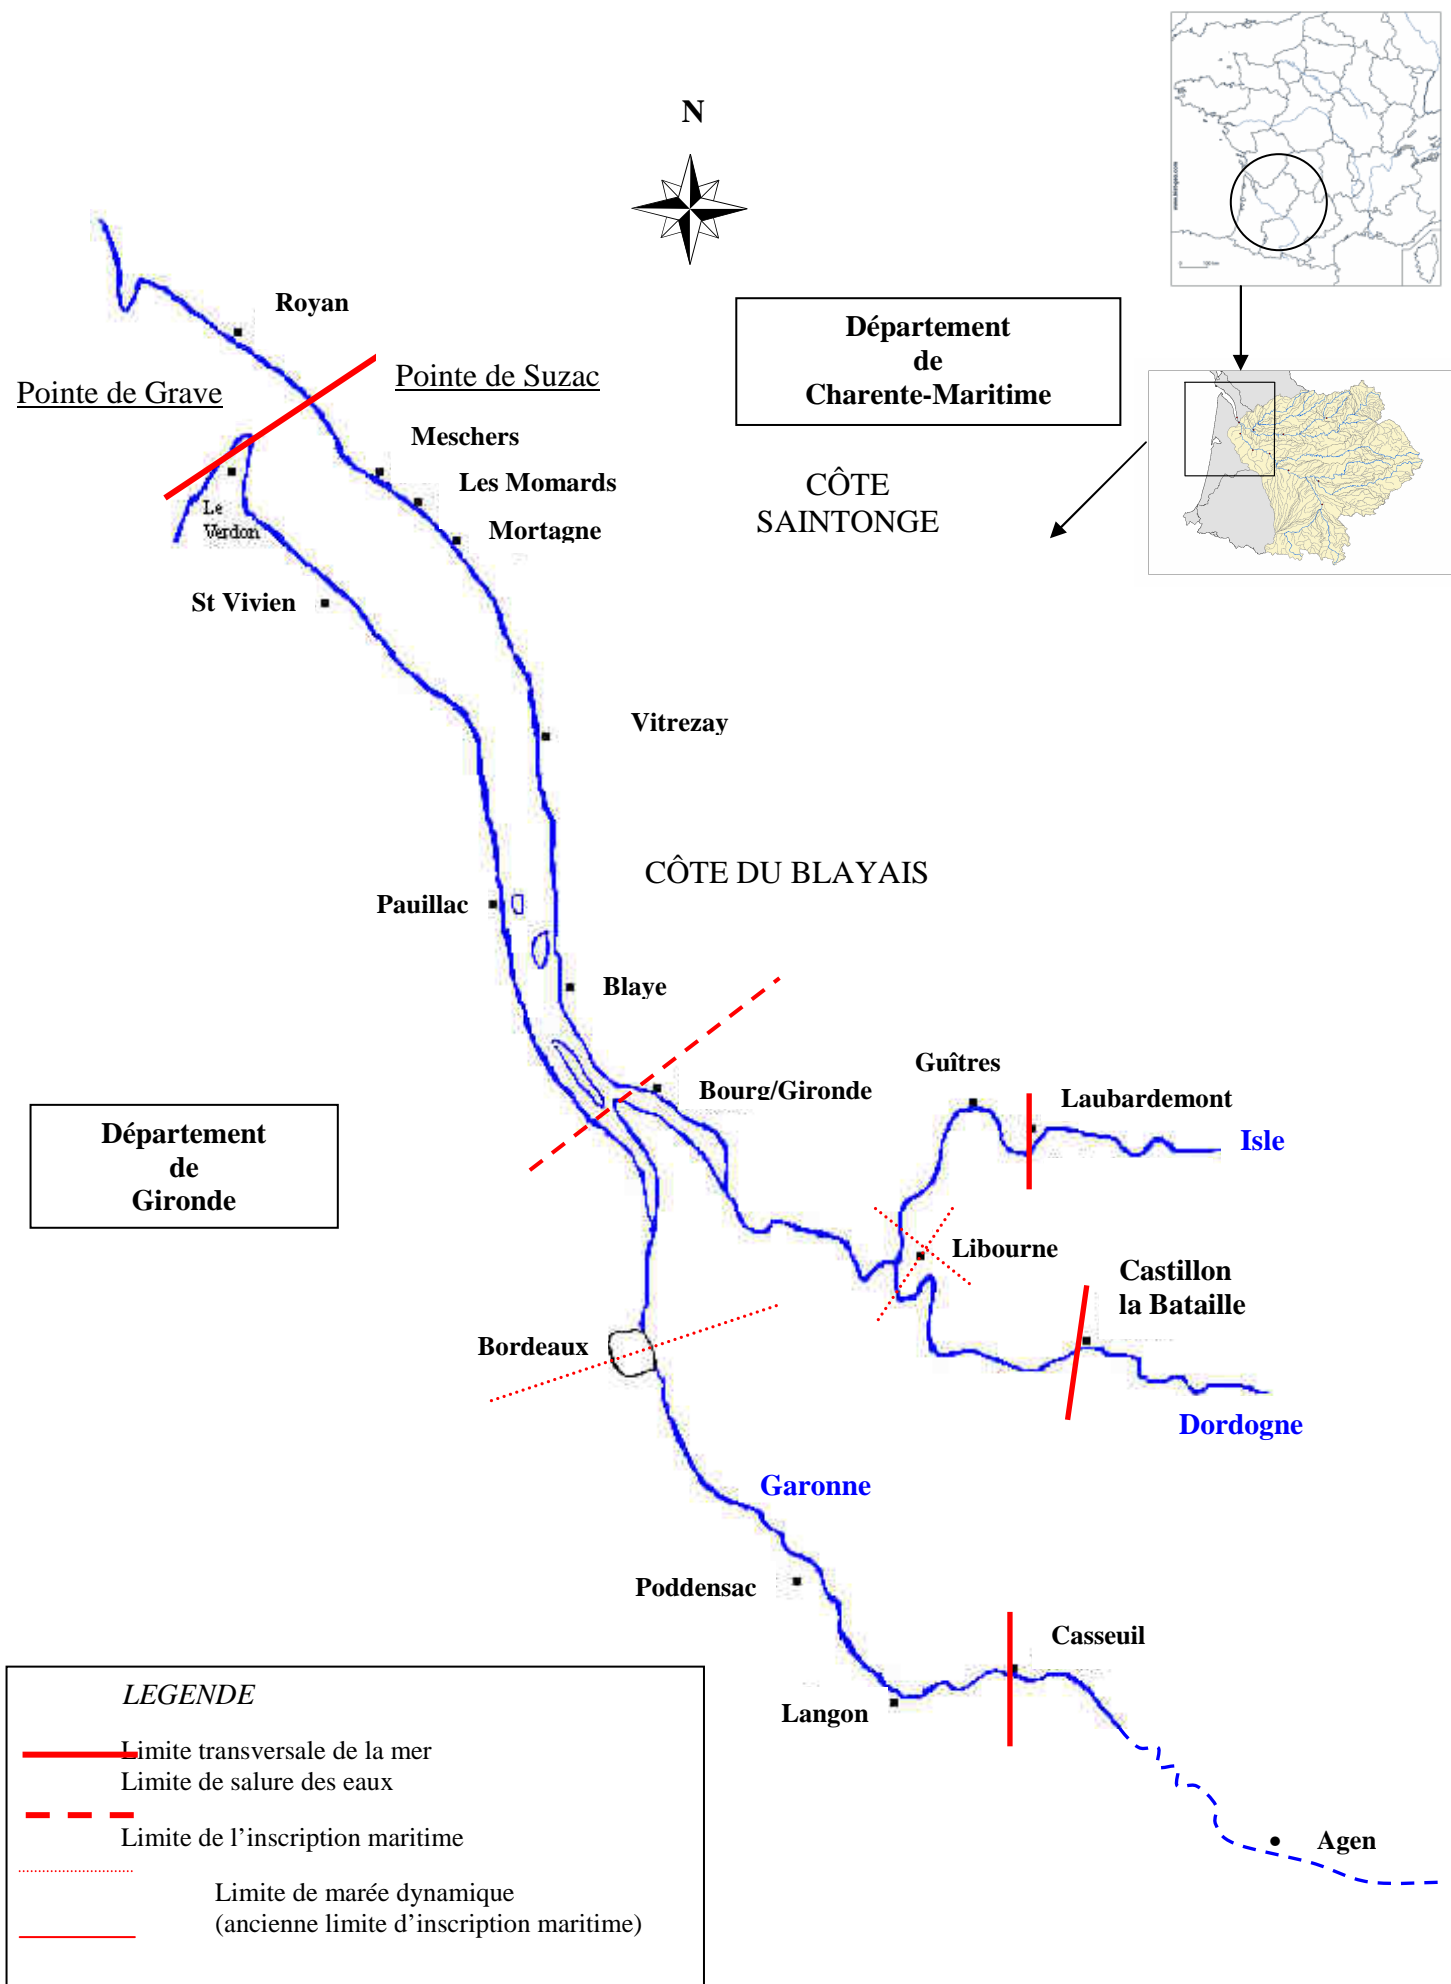 N
Royan
Pointe de Grave
Pointe de Suzac
Département
de
Charente-Maritime
Meschers
Les Momards
Mortagne
CÔTE
SAINTONGE
Le
Verdon
St Vivien
Vitrezay
CÔTE DU BLAYAIS
Pauillac
Blaye
Bourg/Gironde
Guîtres
Laubardemont
Isle
Département
de
Gironde
Libourne
Castillon
la Bataille
Bordeaux
Dordogne
Garonne
Poddensac
Casseuil
Langon
Agen
LEGENDE
Limite transversale de la mer
Limite de salure des eaux
Limite de l’inscription maritime
Limite de marée dynamique
(ancienne limite d’inscription maritime)